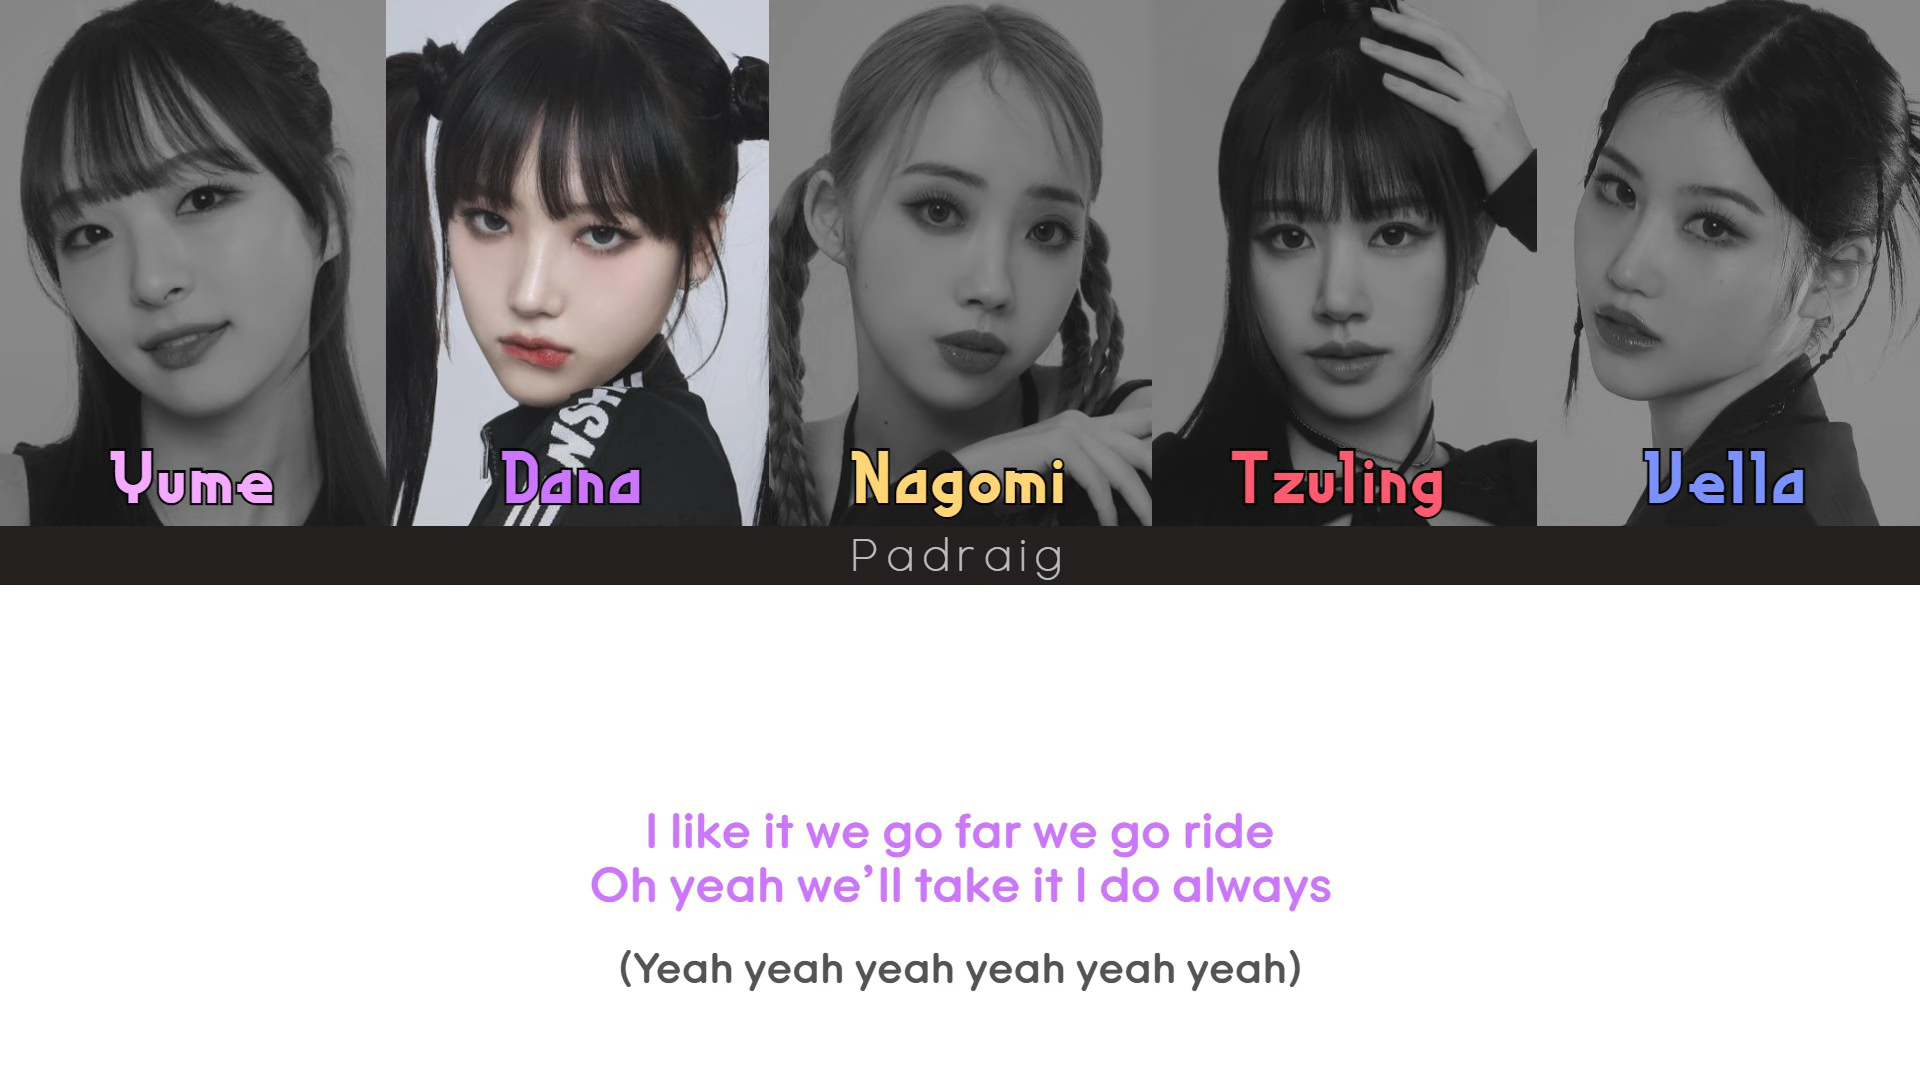 Yume Dana Nagomi Tzuling Vella
Padraig
I like it we go far we go ride
Oh yeah we’ll take it I do always
(Yeah yeah yeah yeah yeah yeah)